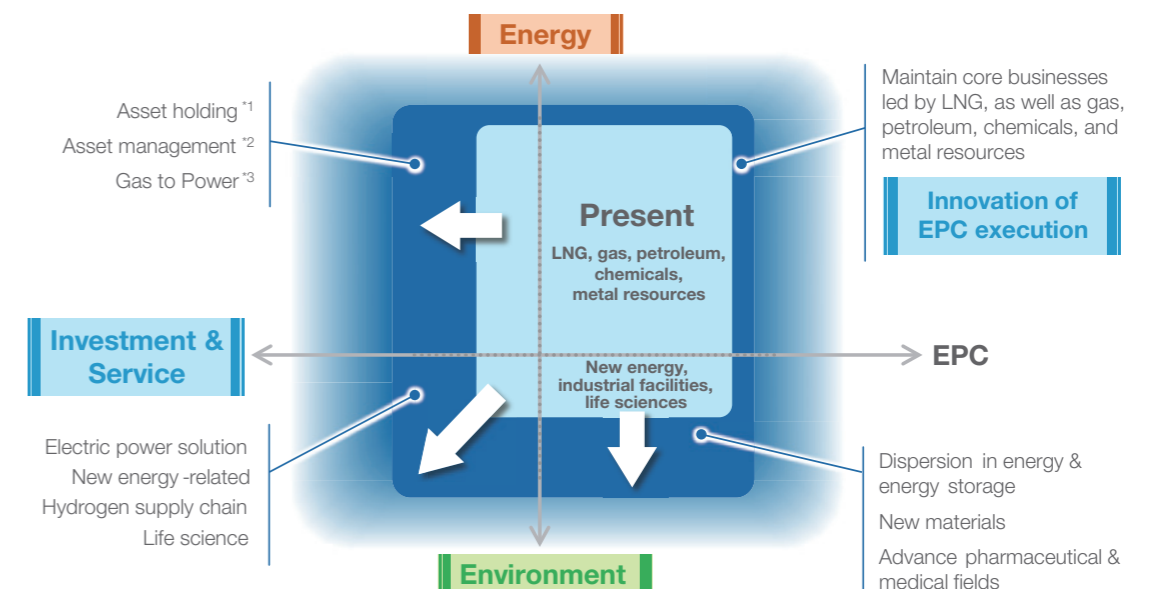 Energy
Asset holding *1
Asset management *2
Gas to Power *3
Maintain core businesses
led by LNG, as well as gas,
petroleum, chemicals, and
metal resources
Innovation of
EPC execution
Present
LNG, gas, petroleum,
chemicals,
metal resources
Investment &
Service
EPC
New energy,
industrial facilities,
life sciences
Electric power solution
New energy -related
Hydrogen supply chain
Life science
Dispersion in energy &
energy storage
New materials
Advance pharmaceutical &
medical fields
Environment